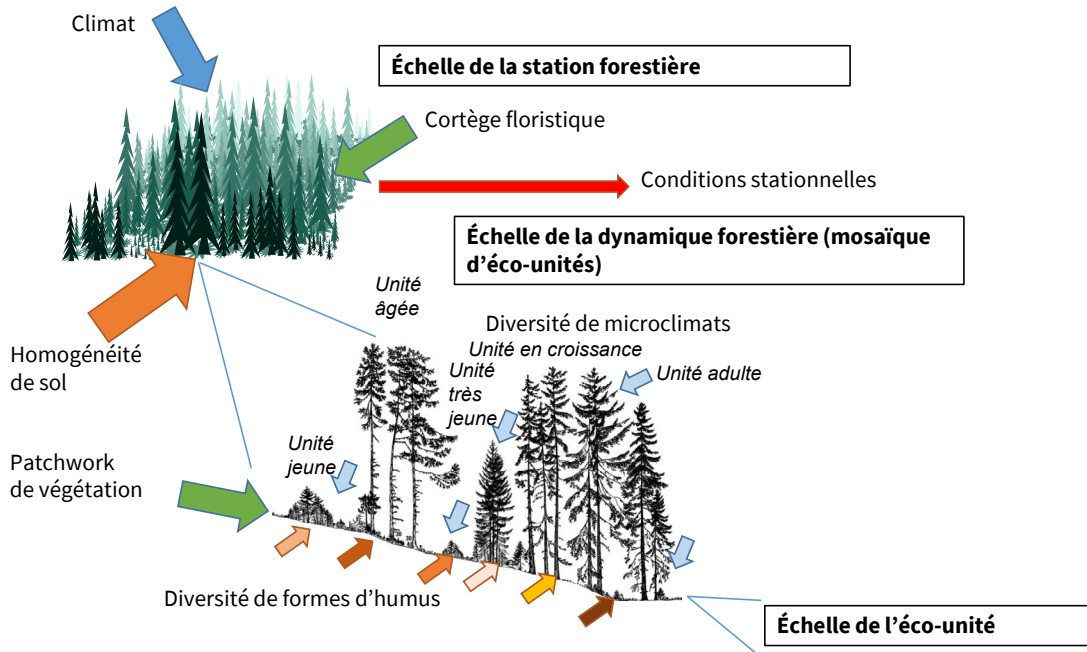 Climat
Échelle de la station forestière
Cortège floristique
Conditions stationnelles
Échelle de la dynamique forestière (mosaïque
d’éco-unités)
Homogénéité
de sol
Unité
âgée
Diversité de microclimats
Unité en croissance
Unité
très
jeune
Unité adulte
Unité
jeune
Patchwork
de végétation
Diversité de formes d’humus
Échelle de l’éco-unité